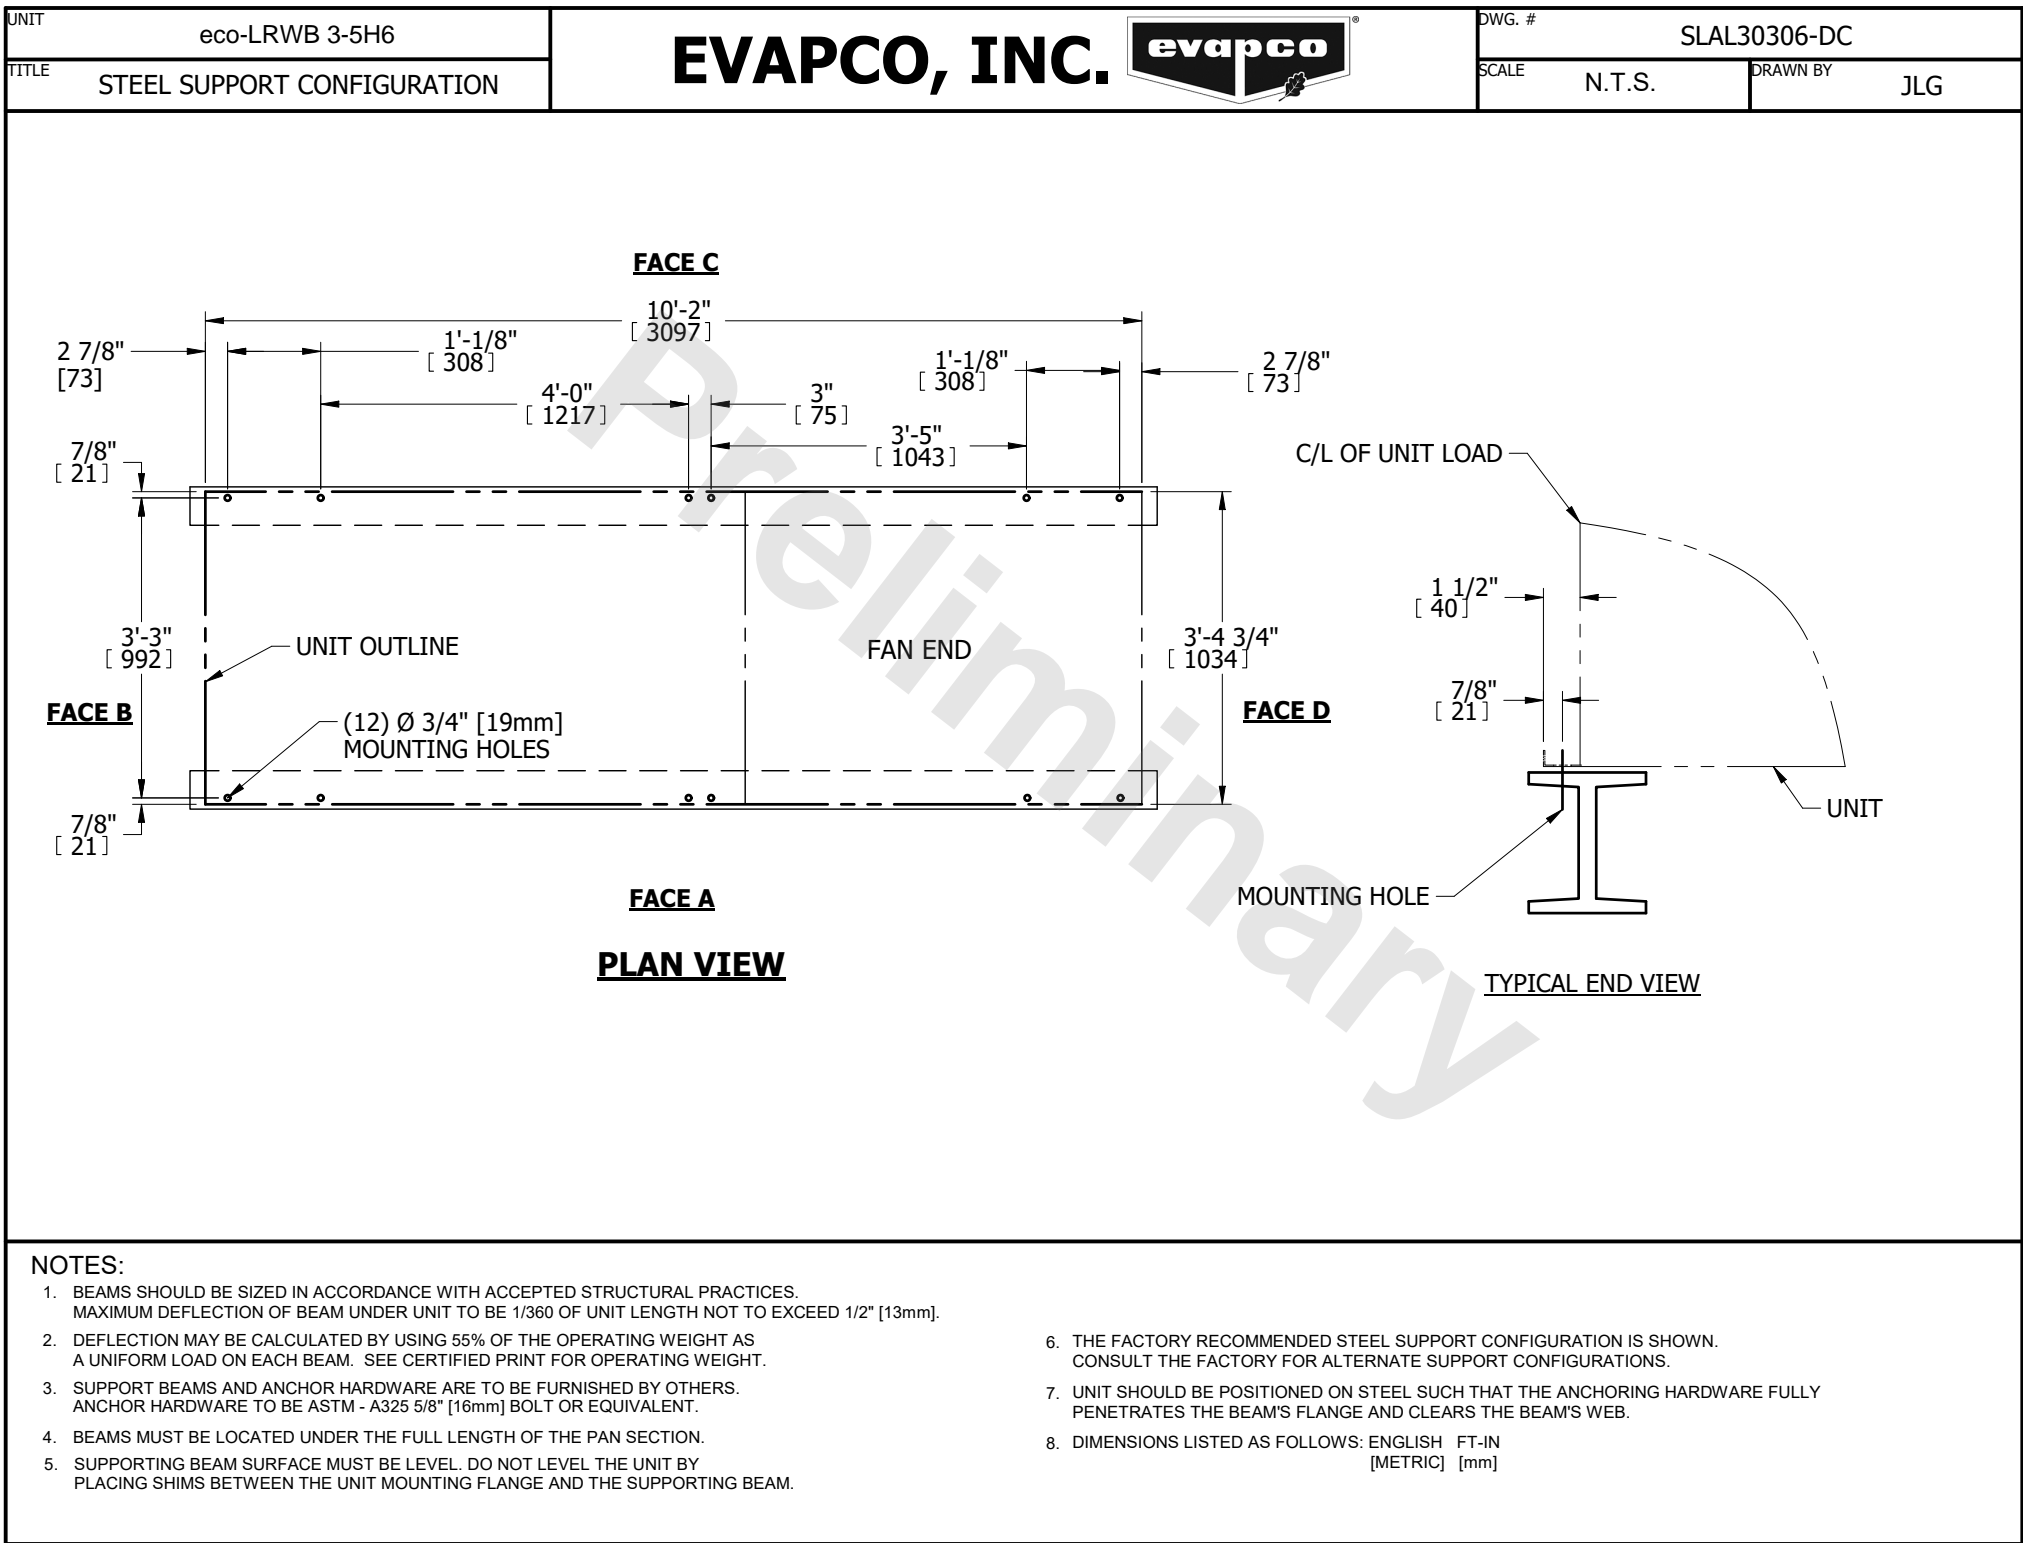 UNIT
eco-LRWB 3-5H6
TITLE
STEEL SUPPORT CONFIGURATION
EVAPCO, INC.
evapco
®
DWG. #
SLAL30306-DC
SCALE
N.T.S.
DRAWN BY
JLG
FACE C
10'-2"
[ 3097]
2 7/8"
[73]
1'-1/8"
[ 308]
1'-1/8"
[ 308]
2 7/8"
[ 73]
4'-0"
[ 1217]
3"
[ 75]
3'-5"
[ 1043]
7/8"
[ 21]
C/L OF UNIT LOAD
1 1/2"
[ 40]
3'-3"
[ 992]
UNIT OUTLINE
FAN END
3'-4 3/4"
[ 1034]
7/8"
[ 21]
FACE B
(12) Ø 3/4" [19mm]
MOUNTING HOLES
FACE D
7/8"
[ 21]
UNIT
FACE A
MOUNTING HOLE
PLAN VIEW
TYPICAL END VIEW
Preliminary
NOTES:
1. BEAMS SHOULD BE SIZED IN ACCORDANCE WITH ACCEPTED STRUCTURAL PRACTICES.
MAXIMUM DEFLECTION OF BEAM UNDER UNIT TO BE 1/360 OF UNIT LENGTH NOT TO EXCEED 1/2" [13mm].
2. DEFLECTION MAY BE CALCULATED BY USING 55% OF THE OPERATING WEIGHT AS
A UNIFORM LOAD ON EACH BEAM. SEE CERTIFIED PRINT FOR OPERATING WEIGHT.
3. SUPPORT BEAMS AND ANCHOR HARDWARE ARE TO BE FURNISHED BY OTHERS.
ANCHOR HARDWARE TO BE ASTM - A325 5/8" [16mm] BOLT OR EQUIVALENT.
4. BEAMS MUST BE LOCATED UNDER THE FULL LENGTH OF THE PAN SECTION.
5. SUPPORTING BEAM SURFACE MUST BE LEVEL. DO NOT LEVEL THE UNIT BY
PLACING SHIMS BETWEEN THE UNIT MOUNTING FLANGE AND THE SUPPORTING BEAM.
6. THE FACTORY RECOMMENDED STEEL SUPPORT CONFIGURATION IS SHOWN.
CONSULT THE FACTORY FOR ALTERNATE SUPPORT CONFIGURATIONS.
7. UNIT SHOULD BE POSITIONED ON STEEL SUCH THAT THE ANCHORING HARDWARE FULLY
PENETRATES THE BEAM'S FLANGE AND CLEARS THE BEAM'S WEB.
8. DIMENSIONS LISTED AS FOLLOWS: ENGLISH FT-IN
[METRIC] [mm]